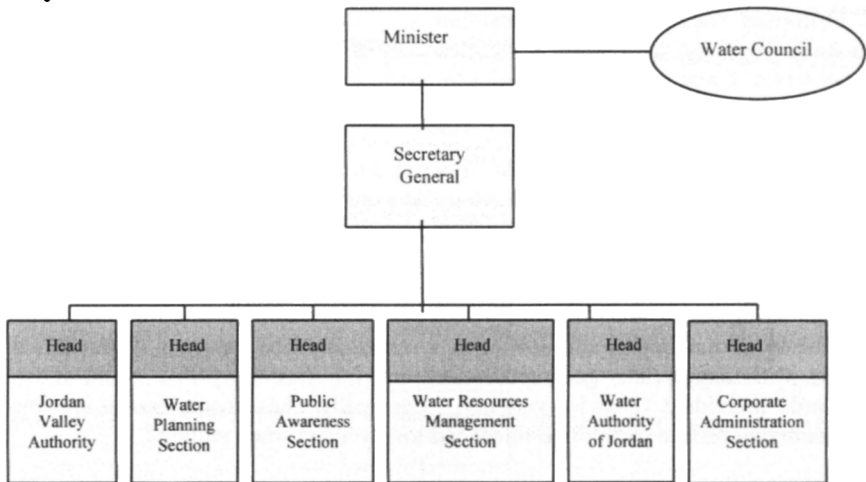 Minister
Water Council
Secretary
General
Head
Head
Head
Head
Head
Head
Jordan
Valley
Authority
Water
Planning
Section
Public
Awareness
Section
Water Resources
Management
Section
Water
Authority
of Jordan
Corporate
Administration
Section